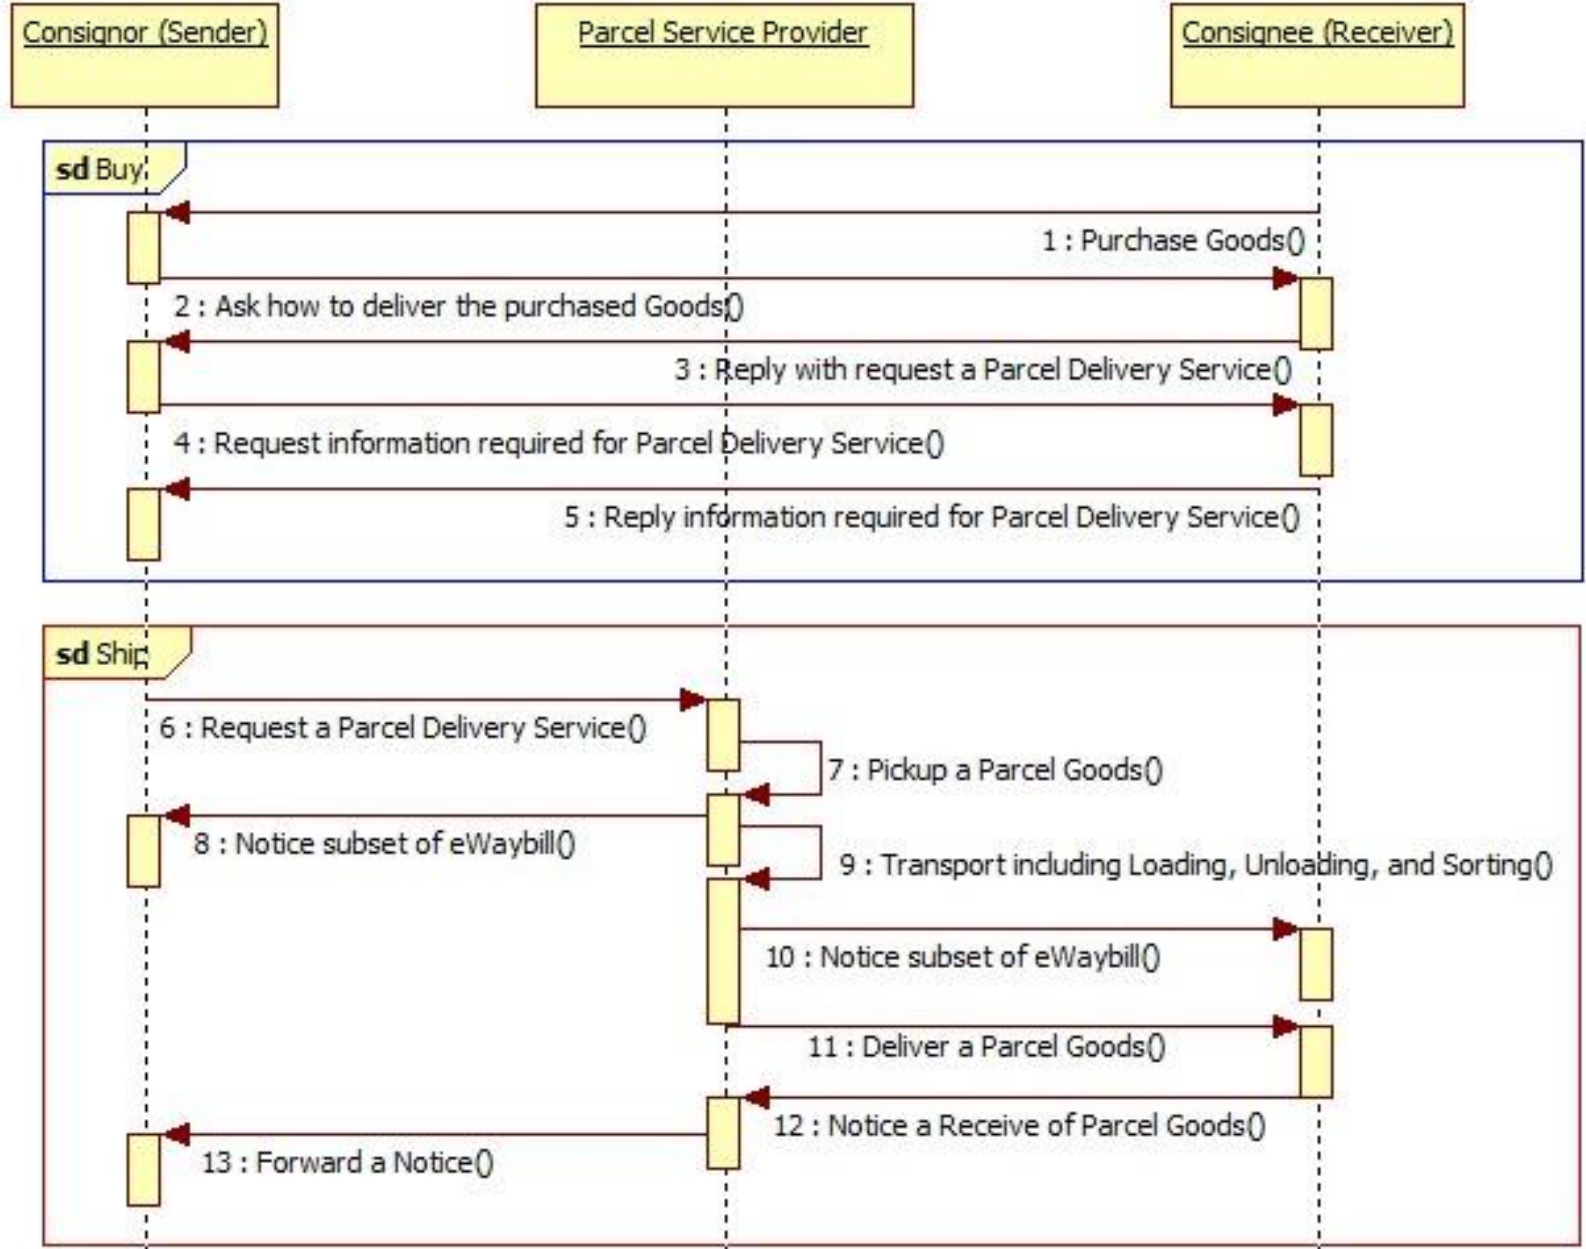 Consignor (Sender)
Parcel Service Provider
Consignee (Receiver)
sd Buy
1 : Purchase Goods()
2 : Ask how to deliver the purchased Goods()
3 : Reply with request a Parcel Delivery Service()
4 : Request information required for Parcel Delivery Service()
5 : Reply information required for Parcel Delivery Service()
sd Ship
6 : Request a Parcel Delivery Service()
7 : Pickup a Parcel Goods()
8 : Notice subset of eWaybill()
9 : Transport including Loading, Unloading, and Sorting()
10 : Notice subset of eWaybill()
11 : Deliver a Parcel Goods()
12 : Notice a Receive of Parcel Goods()
13 : Forward a Notice()